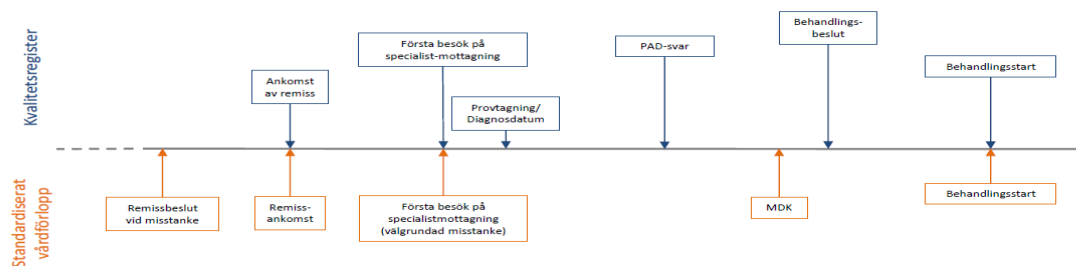 Kvalitetsregister
Ankomst
av remiss
Första besök på
specialist-mottagning
Provtagning/
Diagnosdatum
PAD-svar
Behandlings-
beslut
Behandlingsstart
Standardiserat
vårdförlopp
Remissbeslut
vid misstanke
Remiss-
ankomst
Första besök på
specialistmottagning
(välgrundad misstanke)
MDK
Behandlingsstart